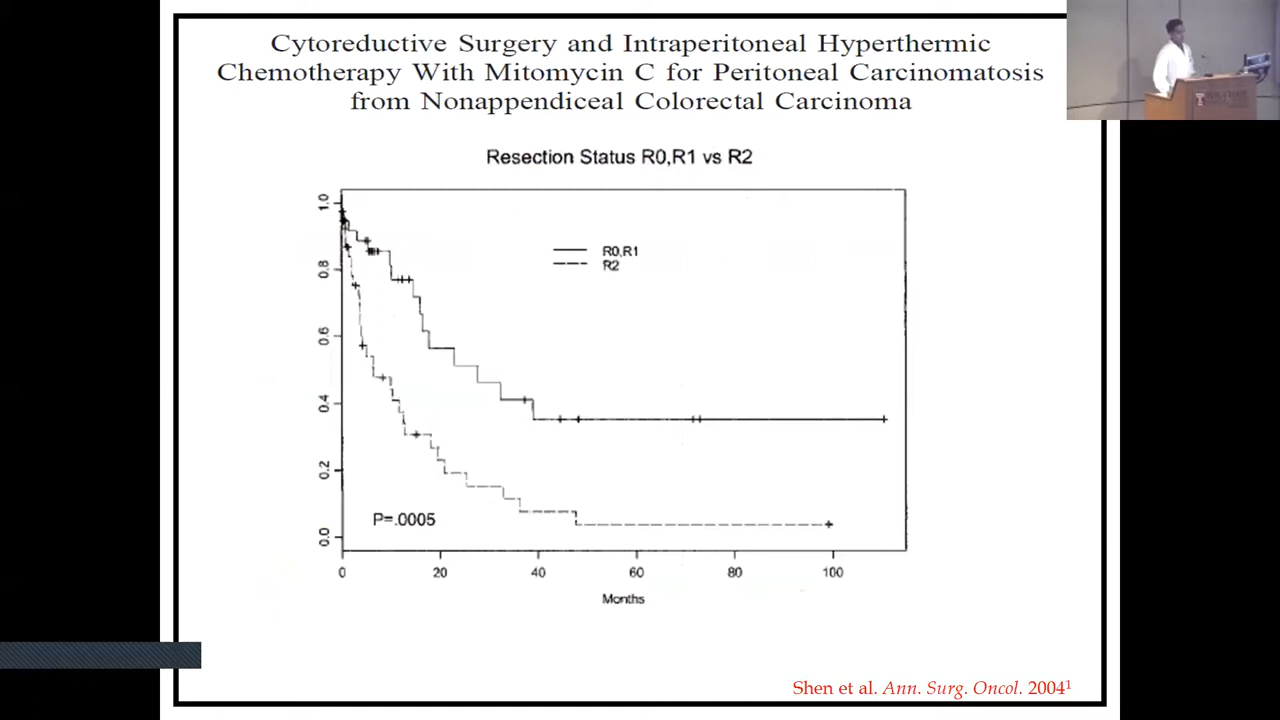 Cytoreductive Surgery and Intraperitoneal Hyperthermic
Chemotherapy With Mitomycin C for Peritoneal Carcinomatosis
from Nonappendiceal Colorectal Carcinoma
Resection Status R0,R1 vs R2
1.0
0.8
0.6
0.4
0.2
0.0
R0,R1
R2
P=.0005
0 20 40 60 80 100
Months
Shen et al. Ann. Surg. Oncol. 2004¹